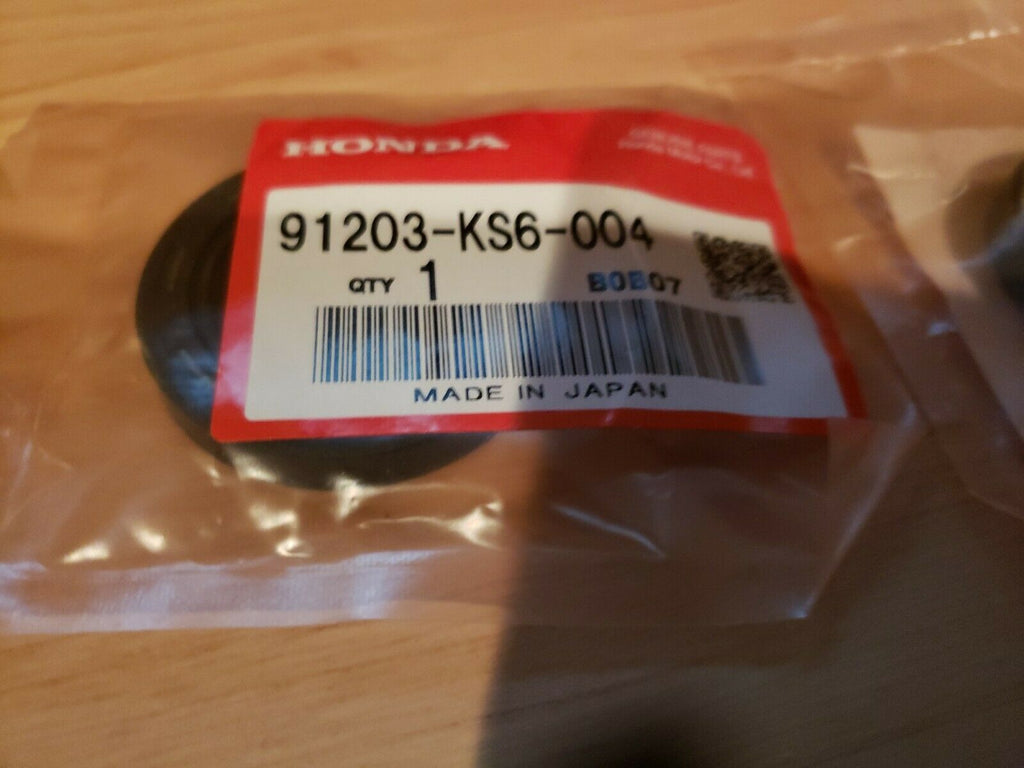 HONDA
91203-KS6-004
QTY 1
B0B07
MADE IN JAPAN